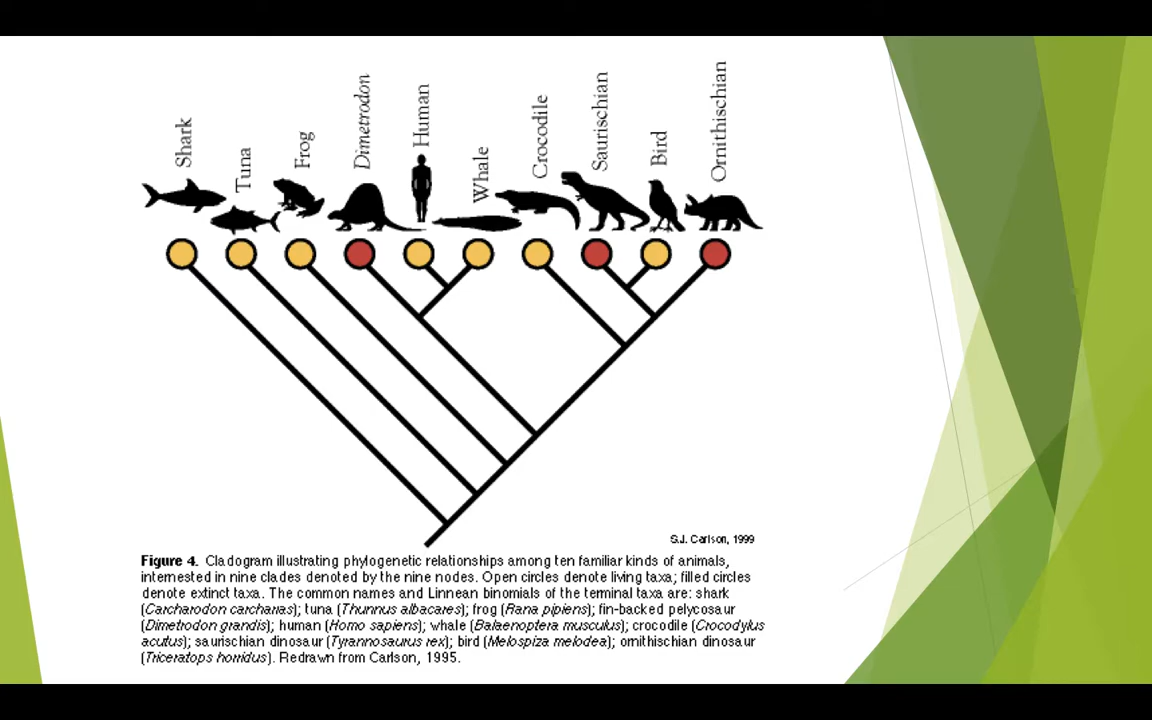 Shark
Tuna
Frog
Dimetrodon
Human
Whale
Crocodile
Saurischian
Bird
Ornithischian
S.J. Carlson, 1999
Figure 4. Cladogram illustrating phylogenetic relationships among ten familiar kinds of animals,
internested in nine clades denoted by the nine nodes. Open circles denote living taxa; filled circles
denote extinct taxa. The common names and Linnean binomials of the terminal taxa are: shark
(Carcharodon carcharias); tuna (Thunnus albacares); frog (Rana pipiens); fin-backed pelycosaur
(Dimetrodon grandis); human (Homo sapiens); whale (Balaenoptera musculus); crocodile (Crocodylus
acutus); saurischian dinosaur (Tyrannosaurus rex); bird (Melospiza melodea); ornithischian dinosaur
(Triceratops horridus). Redrawn from Carlson, 1995.